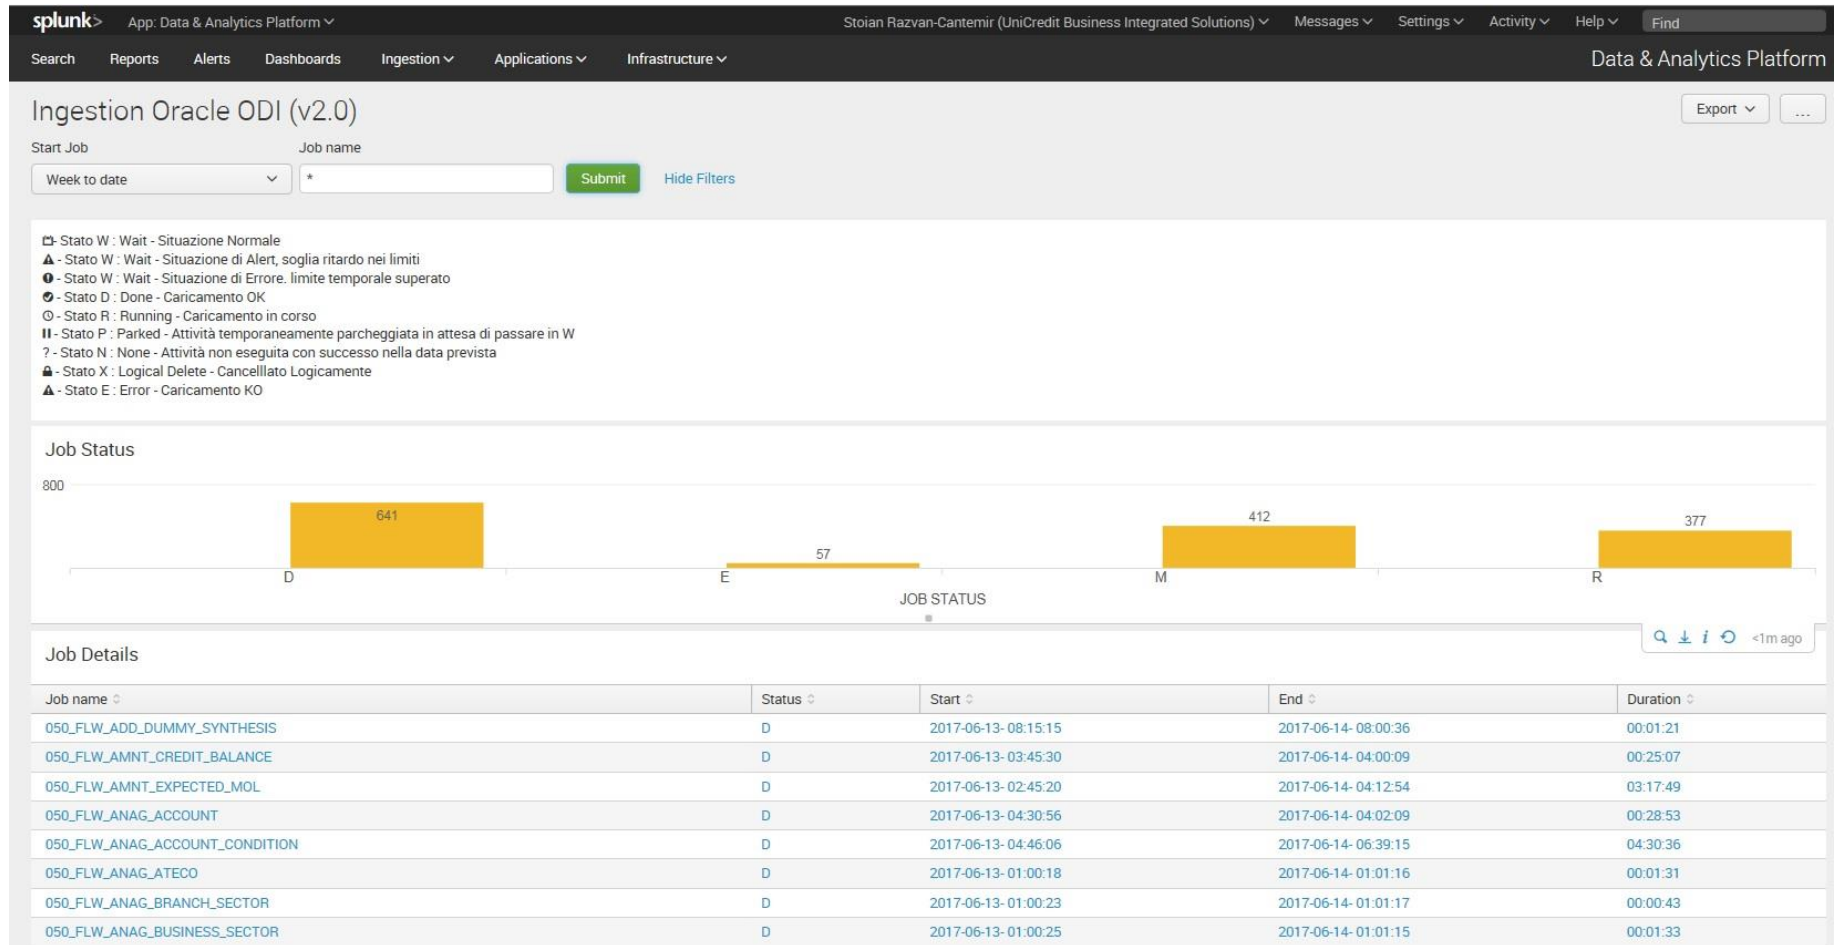 splunk> App: Data & Analytics Platform Stoian Razvan-Cantemir (UniCredit Business Integrated Solutions) Messages Settings Activity Help Find
Search Reports Alerts Dashboards Ingestion Applications Infrastructure Data & Analytics Platform
Ingestion Oracle ODI (v2.0) Export ...
Start Job Job name
Week to date * Submit Hide Filters
- Stato W : Wait - Situazione Normale
- Stato W : Wait - Situazione di Alert, soglia ritardo nei limiti
- Stato W : Wait - Situazione di Errore. limite temporale superato
- Stato D : Done - Caricamento OK
- Stato R : Running - Caricamento in corso
- Stato P : Parked - Attività temporaneamente parcheggiata in attesa di passare in W
? - Stato N : None - Attività non eseguita con successo nella data prevista
- Stato X : Logical Delete - Cancelllato Logicamente
- Stato E : Error - Caricamento KO
Job Status
800
641 57 412 377
D E M R
JOB STATUS
<1m ago
Job Details
Job name Status Start End Duration
050_FLW_ADD_DUMMY_SYNTHESIS D 2017-06-13- 08:15:15 2017-06-14- 08:00:36 00:01:21
050_FLW_AMNT_CREDIT_BALANCE D 2017-06-13- 03:45:30 2017-06-14- 04:00:09 00:25:07
050_FLW_AMNT_EXPECTED_MOL D 2017-06-13- 02:45:20 2017-06-14- 04:12:54 03:17:49
050_FLW_ANAG_ACCOUNT D 2017-06-13- 04:30:56 2017-06-14- 04:02:09 00:28:53
050_FLW_ANAG_ACCOUNT_CONDITION D 2017-06-13- 04:46:06 2017-06-14- 06:39:15 04:30:36
050_FLW_ANAG_ATECO D 2017-06-13- 01:00:18 2017-06-14- 01:01:16 00:01:31
050_FLW_ANAG_BRANCH_SECTOR D 2017-06-13- 01:00:23 2017-06-14- 01:01:17 00:00:43
050_FLW_ANAG_BUSINESS_SECTOR D 2017-06-13- 01:00:25 2017-06-14- 01:01:15 00:01:33